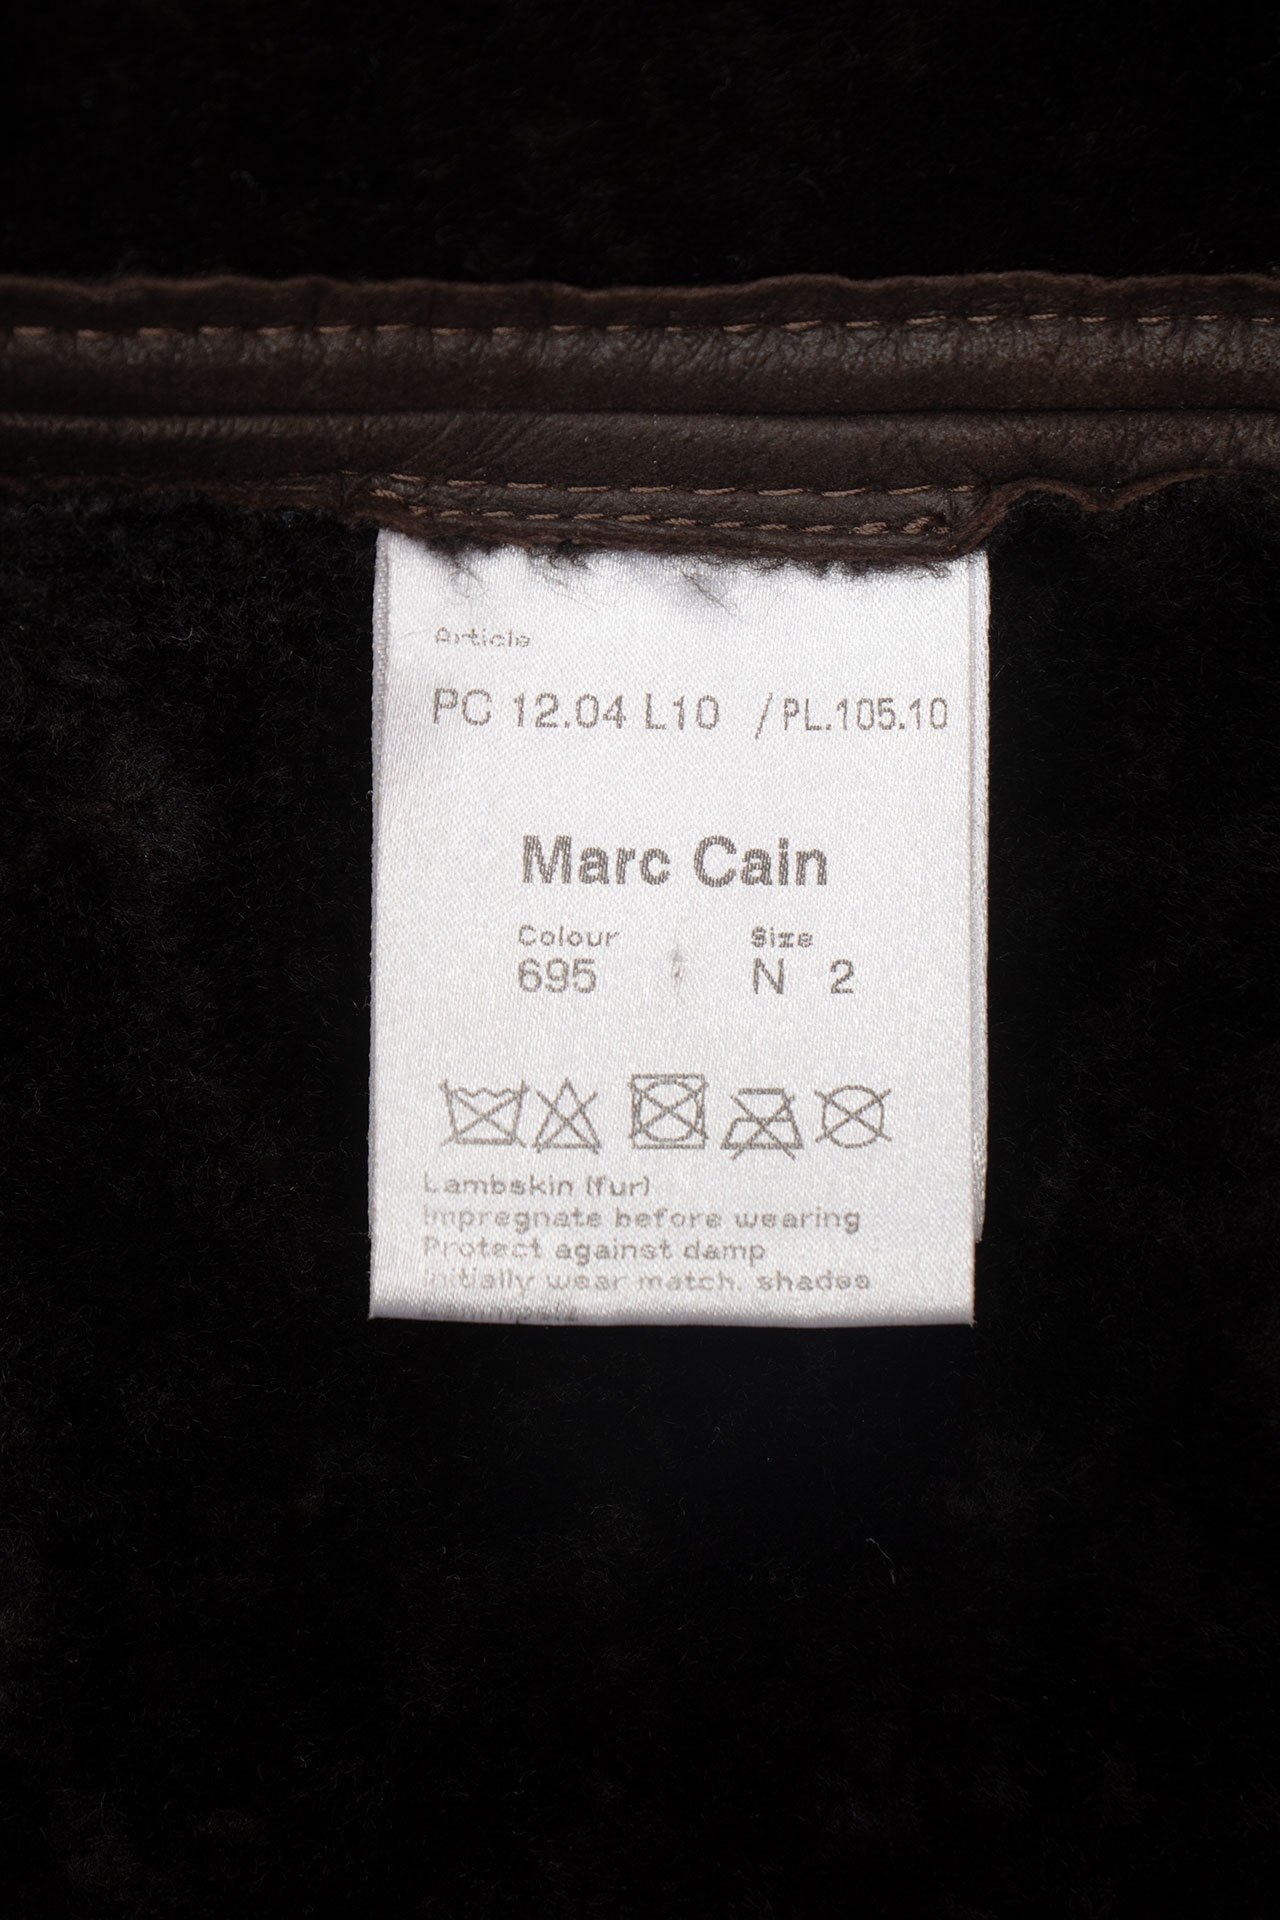 Article
PC 12.04 L10 / PL.105.10
Marc Cain
Colour Size
695 N 2
Lambskin (fur)
Impregnate before wearing
Protect against damp
Initially wear match. shades